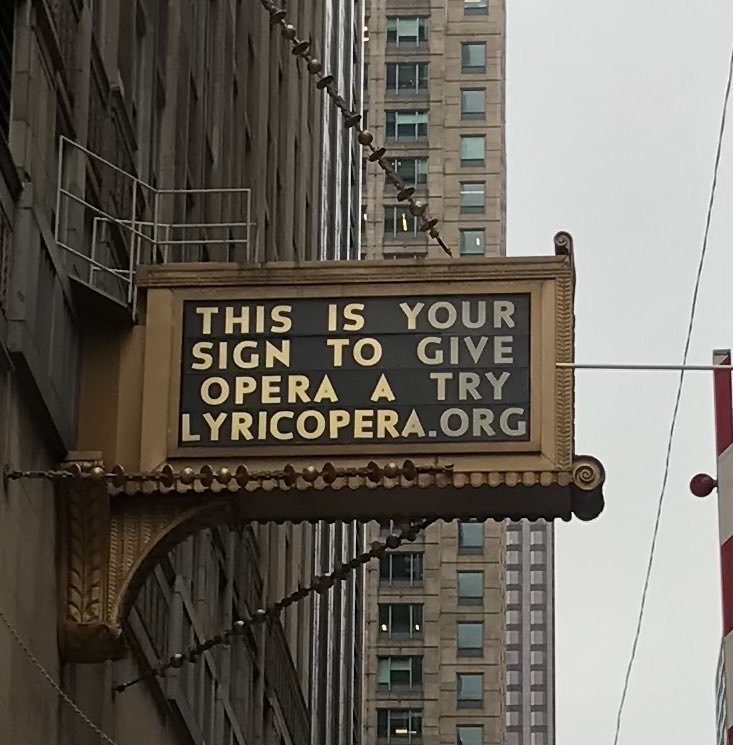 THIS IS YOUR
SIGN TO GIVE
OPERA A TRY
LYRICOPERA.ORG